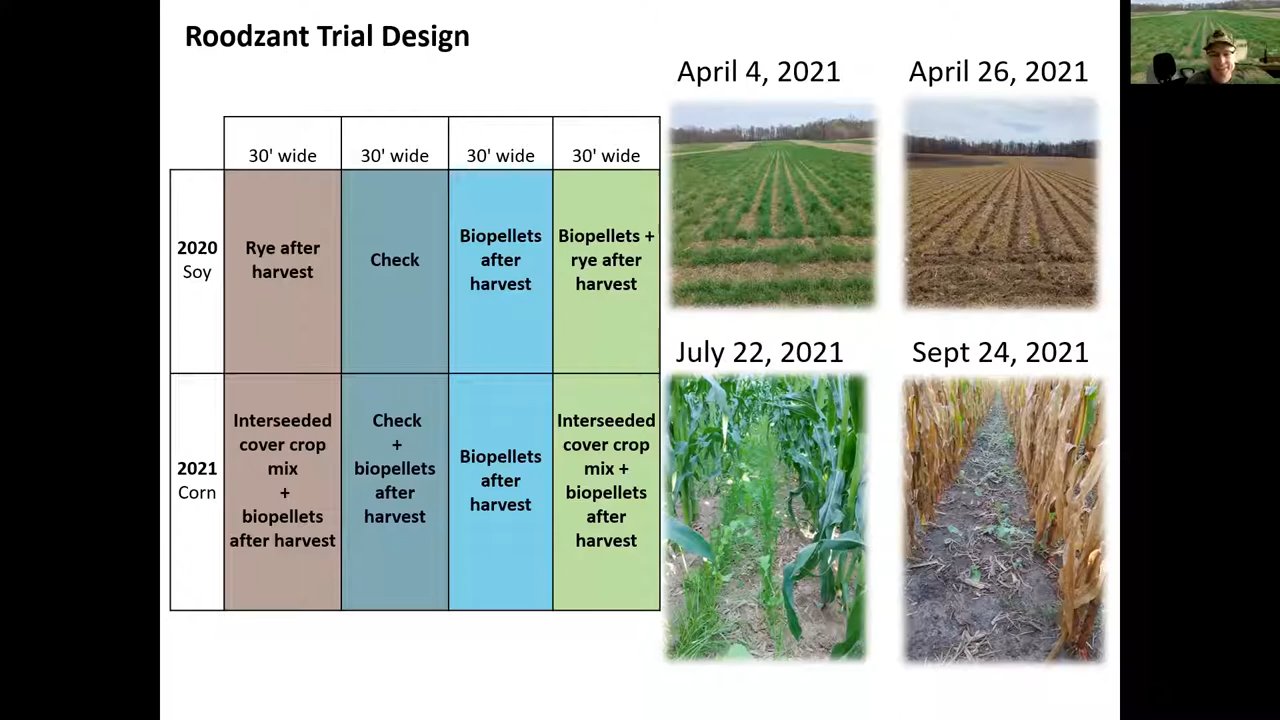 Roodzant Trial Design
April 4, 2021
April 26, 2021
30' wide
30' wide
30' wide
30' wide
2020
Soy
Rye after
harvest
Check
Biopellets
after
harvest
Biopellets +
rye after
harvest
2021
Corn
Interseeded
cover crop
mix
+
biopellets
after harvest
Check
+
biopellets
after
harvest
Biopellets
after
harvest
Interseeded
cover crop
mix +
biopellets
after
harvest
July 22, 2021
Sept 24, 2021